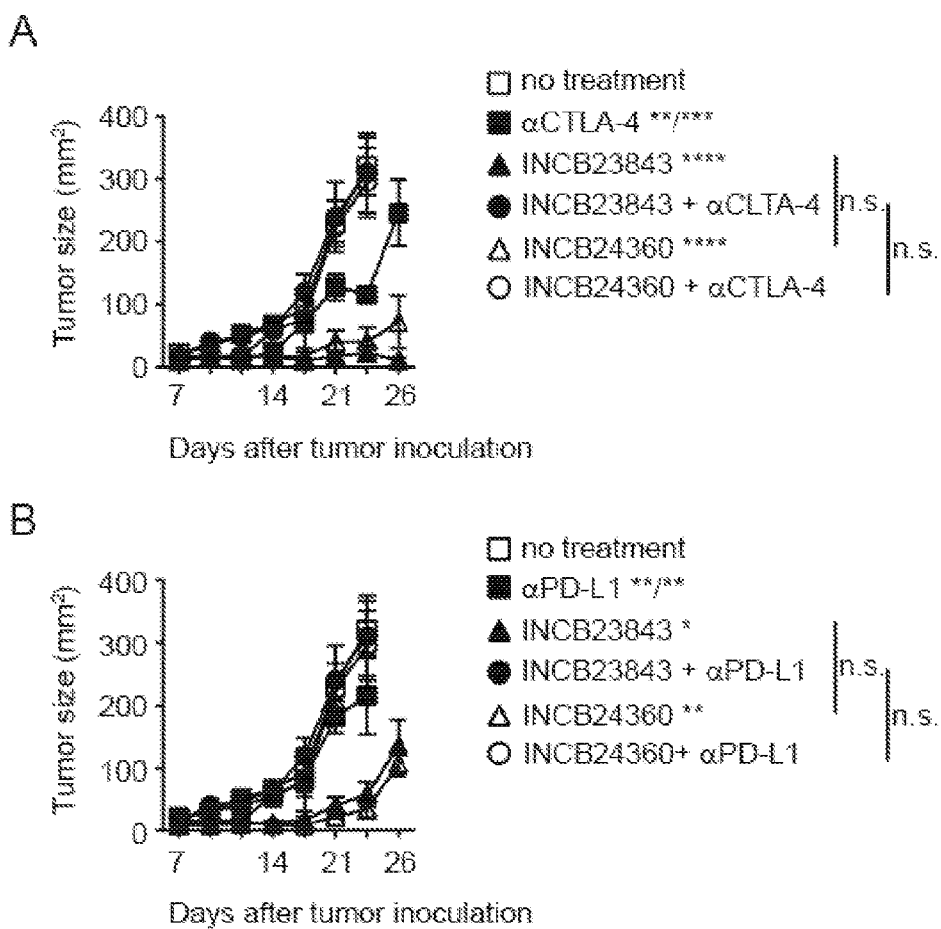 A
Tumor size (mm²)
400
300
200
100
0
7
14
21
26
Days after tumor inoculation
no treatment
αCTLA-4 **/***
INCB23843 ****
INCB23843 + αCLTA-4
INCB24360 ****
INCB24360 + αCTLA-4
n.s.
n.s.
B
Tumor size (mm²)
400
300
200
100
0
7
14
21
26
Days after tumor inoculation
no treatment
αPD-L1 **/**
INCB23843 *
INCB23843 + αPD-L1
INCB24360 **
INCB24360+ αPD-L1
n.s.
n.s.